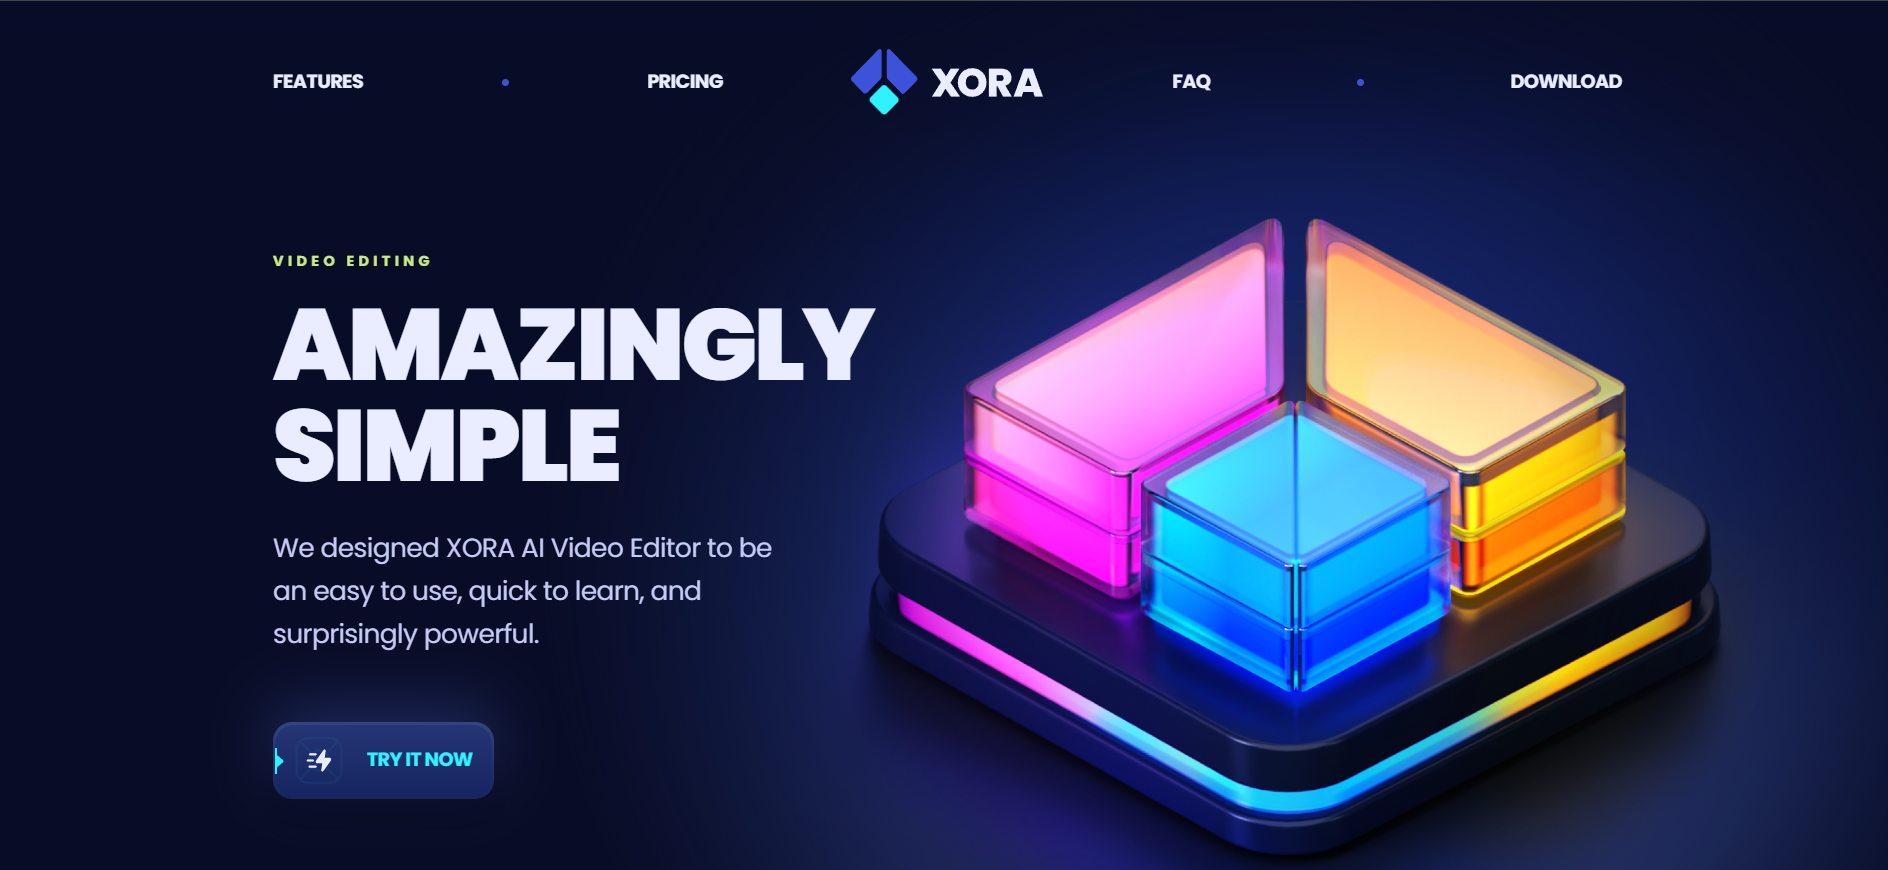 FEATURES
PRICING
XORA
FAQ
DOWNLOAD
VIDEO EDITING
AMAZINGLY
SIMPLE
We designed XORA AI Video Editor to be
an easy to use, quick to learn, and
surprisingly powerful.
TRY IT NOW